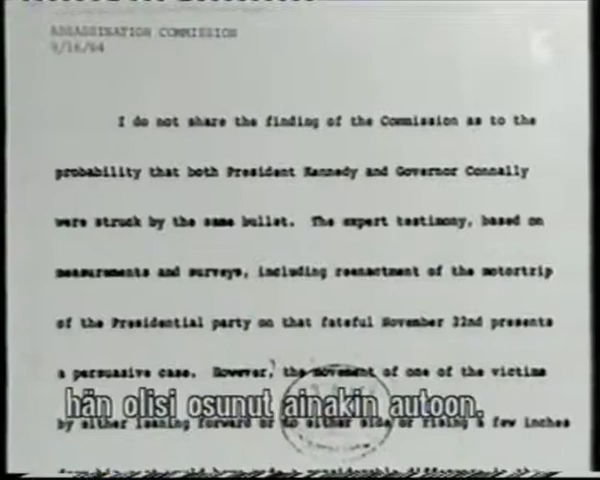 ASSASSINATION COMMISSION
9/16/64
I do not share the finding of the Commission as to the
probability that both President Kennedy and Governor Connally
were struck by the same bullet. The expert testimony, based on
measurements and surveys, including reenactment of the motortrip
of the Presidential party on that fateful November 22nd presents
a persuasive case. However, the movement of one of the victims
hän olisi osunut ainakin autoon.
by either leaning forward or to either side or rising a few inches